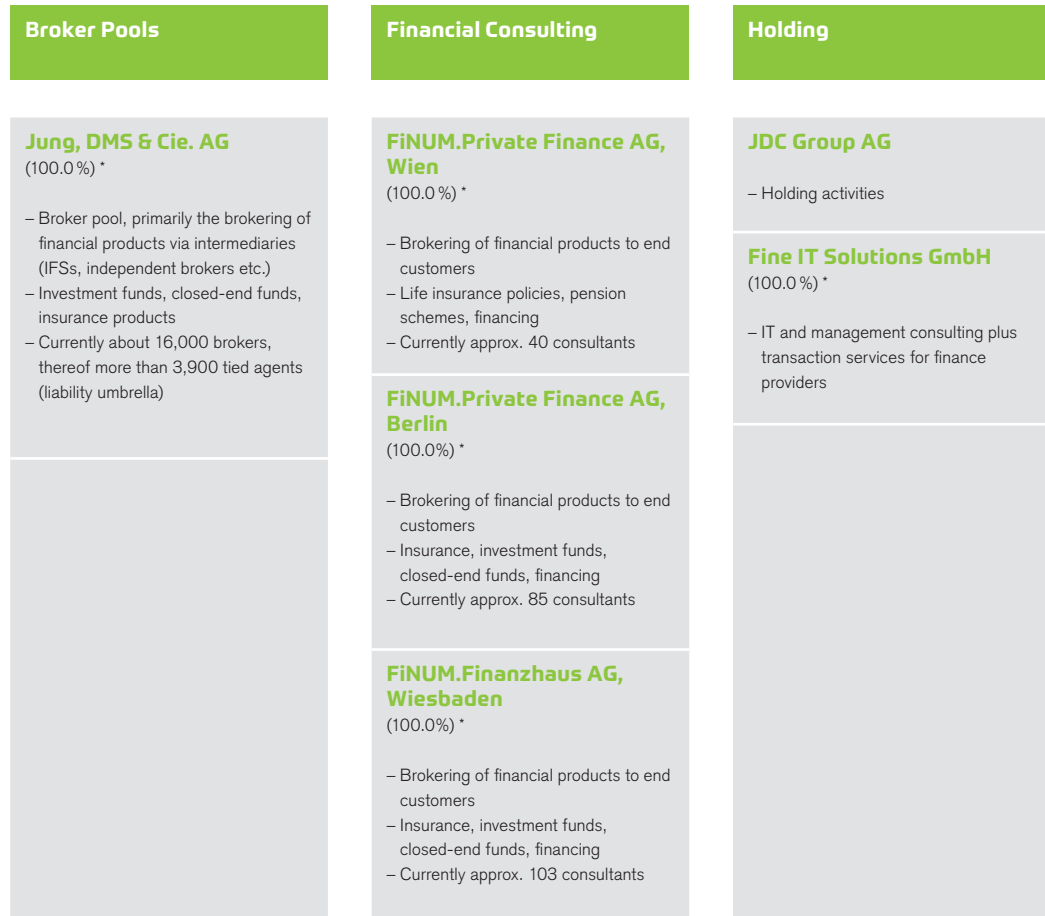 Broker Pools
Jung, DMS & Cie. AG
(100.0 %) *
– Broker pool, primarily the brokering of
financial products via intermediaries
(IFSs, independent brokers etc.)
– Investment funds, closed-end funds,
insurance products
– Currently about 16,000 brokers,
thereof more than 3,900 tied agents
(liability umbrella)
Financial Consulting
FiNUM.Private Finance AG,
Wien
(100.0 %) *
– Brokering of financial products to end
customers
– Life insurance policies, pension
schemes, financing
– Currently approx. 40 consultants
FiNUM.Private Finance AG,
Berlin
(100.0%) *
– Brokering of financial products to end
customers
– Insurance, investment funds,
closed-end funds, financing
– Currently approx. 85 consultants
FiNUM.Finanzhaus AG,
Wiesbaden
(100.0%) *
– Brokering of financial products to end
customers
– Insurance, investment funds,
closed-end funds, financing
– Currently approx. 103 consultants
Holding
JDC Group AG
– Holding activities
Fine IT Solutions GmbH
(100.0 %) *
– IT and management consulting plus
transaction services for finance
providers